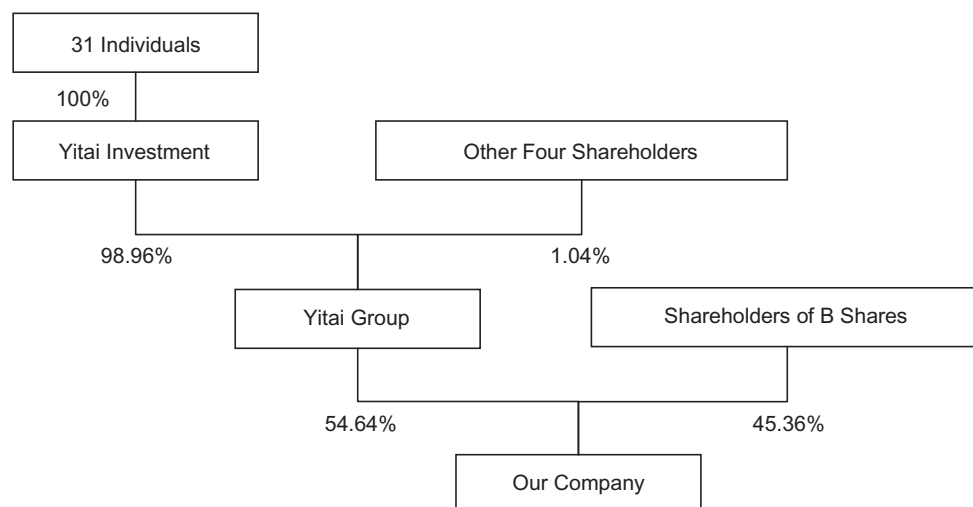 31 Individuals
100%
Yitai Investment
Other Four Shareholders
98.96%
1.04%
Yitai Group
Shareholders of B Shares
54.64%
45.36%
Our Company